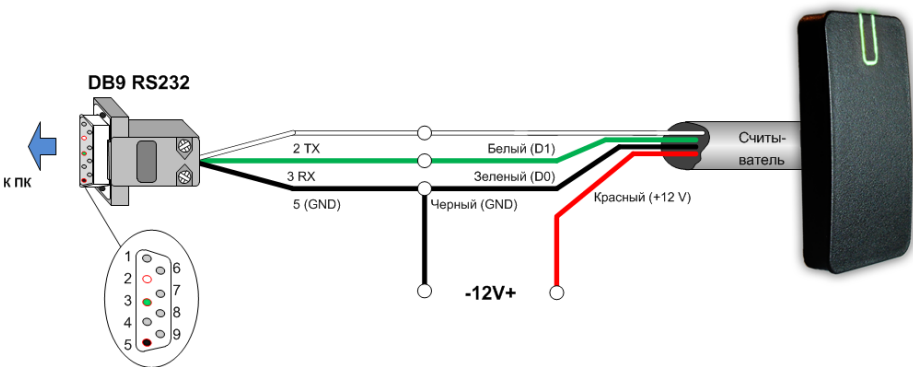 DB9 RS232
К ПК
2 TX
Белый (D1)
3 RX
Зеленый (D0)
5 (GND)
Черный (GND)
Красный (+12 V)
Считы-
ватель
-12V+
1
6
2
7
3
8
4
9
5